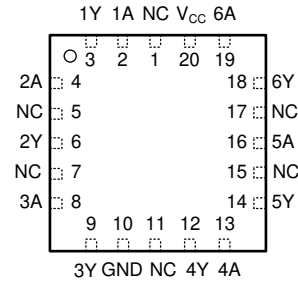 1Y 1A NC VCC 6A
3 2 1 20 19
2A 4 18 6Y
NC 5 17 NC
2Y 6 16 5A
NC 7 15 NC
3A 8 14 5Y
9 10 11 12 13
3Y GND NC 4Y 4A